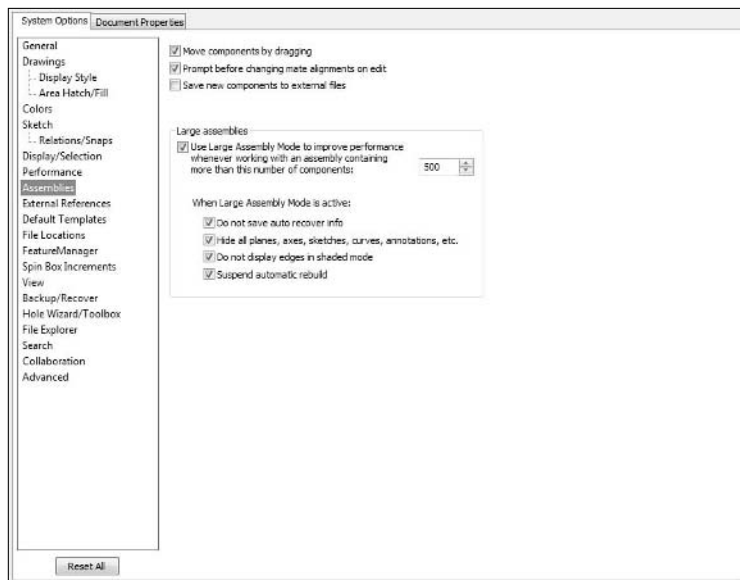 System Options
Document Properties
General
Drawings
Display Style
Area Hatch/Fill
Colors
Sketch
Relations/Snaps
Display/Selection
Performance
Assemblies
External References
Default Templates
File Locations
FeatureManager
Spin Box Increments
View
Backup/Recover
Hole Wizard/Toolbox
File Explorer
Search
Collaboration
Advanced
Reset All
Move components by dragging
Prompt before changing mate alignments on edit
Save new components to external files
Large assemblies
Use Large Assembly Mode to improve performance
whenever working with an assembly containing
more than this number of components:
500
When Large Assembly Mode is active:
Do not save auto recover info
Hide all planes, axes, sketches, curves, annotations, etc.
Do not display edges in shaded mode
Suspend automatic rebuild